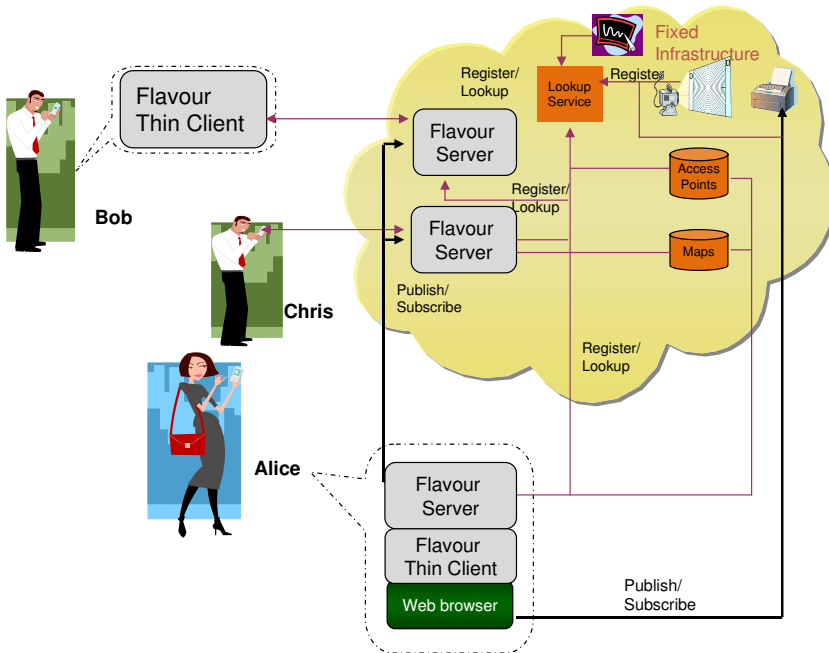 Fixed
Infrastructure
Register/
Lookup
Lookup
Service
Register
Flavour
Thin Client
Flavour
Server
Access
Points
Register/
Lookup
Bob
Flavour
Server
Maps
Publish/
Subscribe
Chris
Register/
Lookup
Alice
Flavour
Server
Flavour
Thin Client
Web browser
Publish/
Subscribe